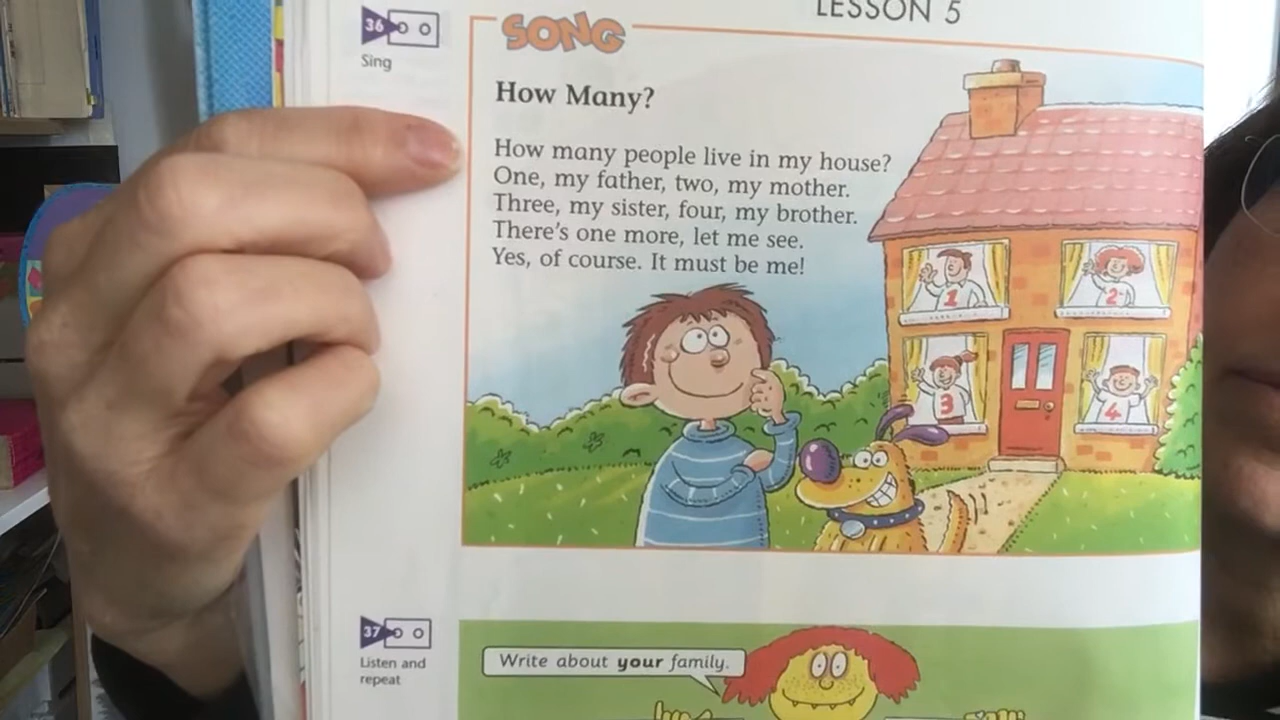 LESSON 5
36
Sing
SONG
How Many?
How many people live in my house?
One, my father, two, my mother.
Three, my sister, four, my brother.
There's one more, let me see.
Yes, of course. It must be me!
1
2
3
4
37
Listen and
repeat
Write about your family.